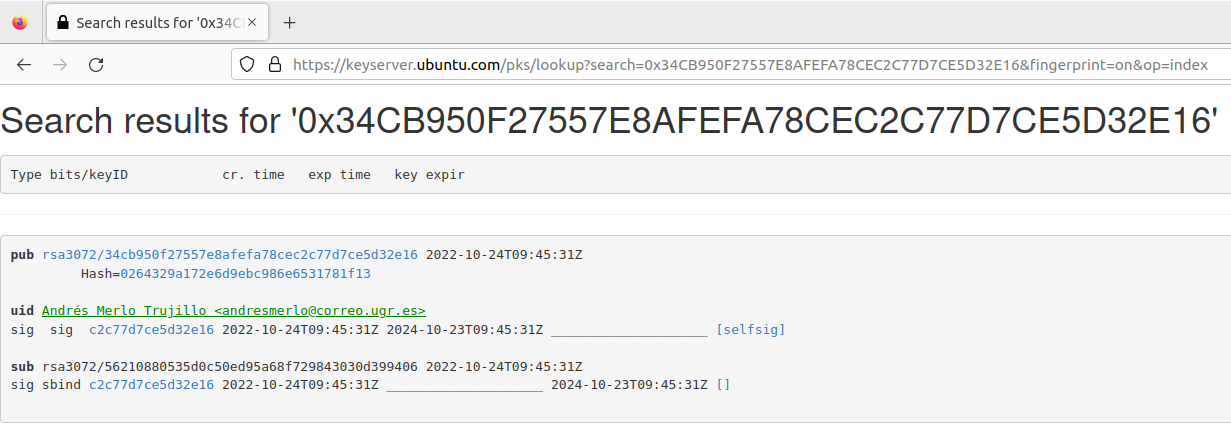 Search results for '0x34C
https://keyserver.ubuntu.com/pks/lookup?search=0x34CB950F27557E8AFEFA78CEC2C77D7CE5D32E16&fingerprint=on&op=index
Search results for '0x34CB950F27557E8AFEFA78CEC2C77D7CE5D32E16'
Type bits/keyID cr. time exp time key expir
pub rsa3072/34cb950f27557e8afefa78cec2c77d7ce5d32e16 2022-10-24T09:45:31Z
Hash=0264329a172e6d9ebc986e6531781f13
uid Andrés Merlo Trujillo <andresmerlo@correo.ugr.es>
sig sig c2c77d7ce5d32e16 2022-10-24T09:45:31Z 2024-10-23T09:45:31Z ____________________ [selfsig]
sub rsa3072/56210880535d0c50ed95a68f729843030d399406 2022-10-24T09:45:31Z
sig sbind c2c77d7ce5d32e16 2022-10-24T09:45:31Z ____________________ 2024-10-23T09:45:31Z []